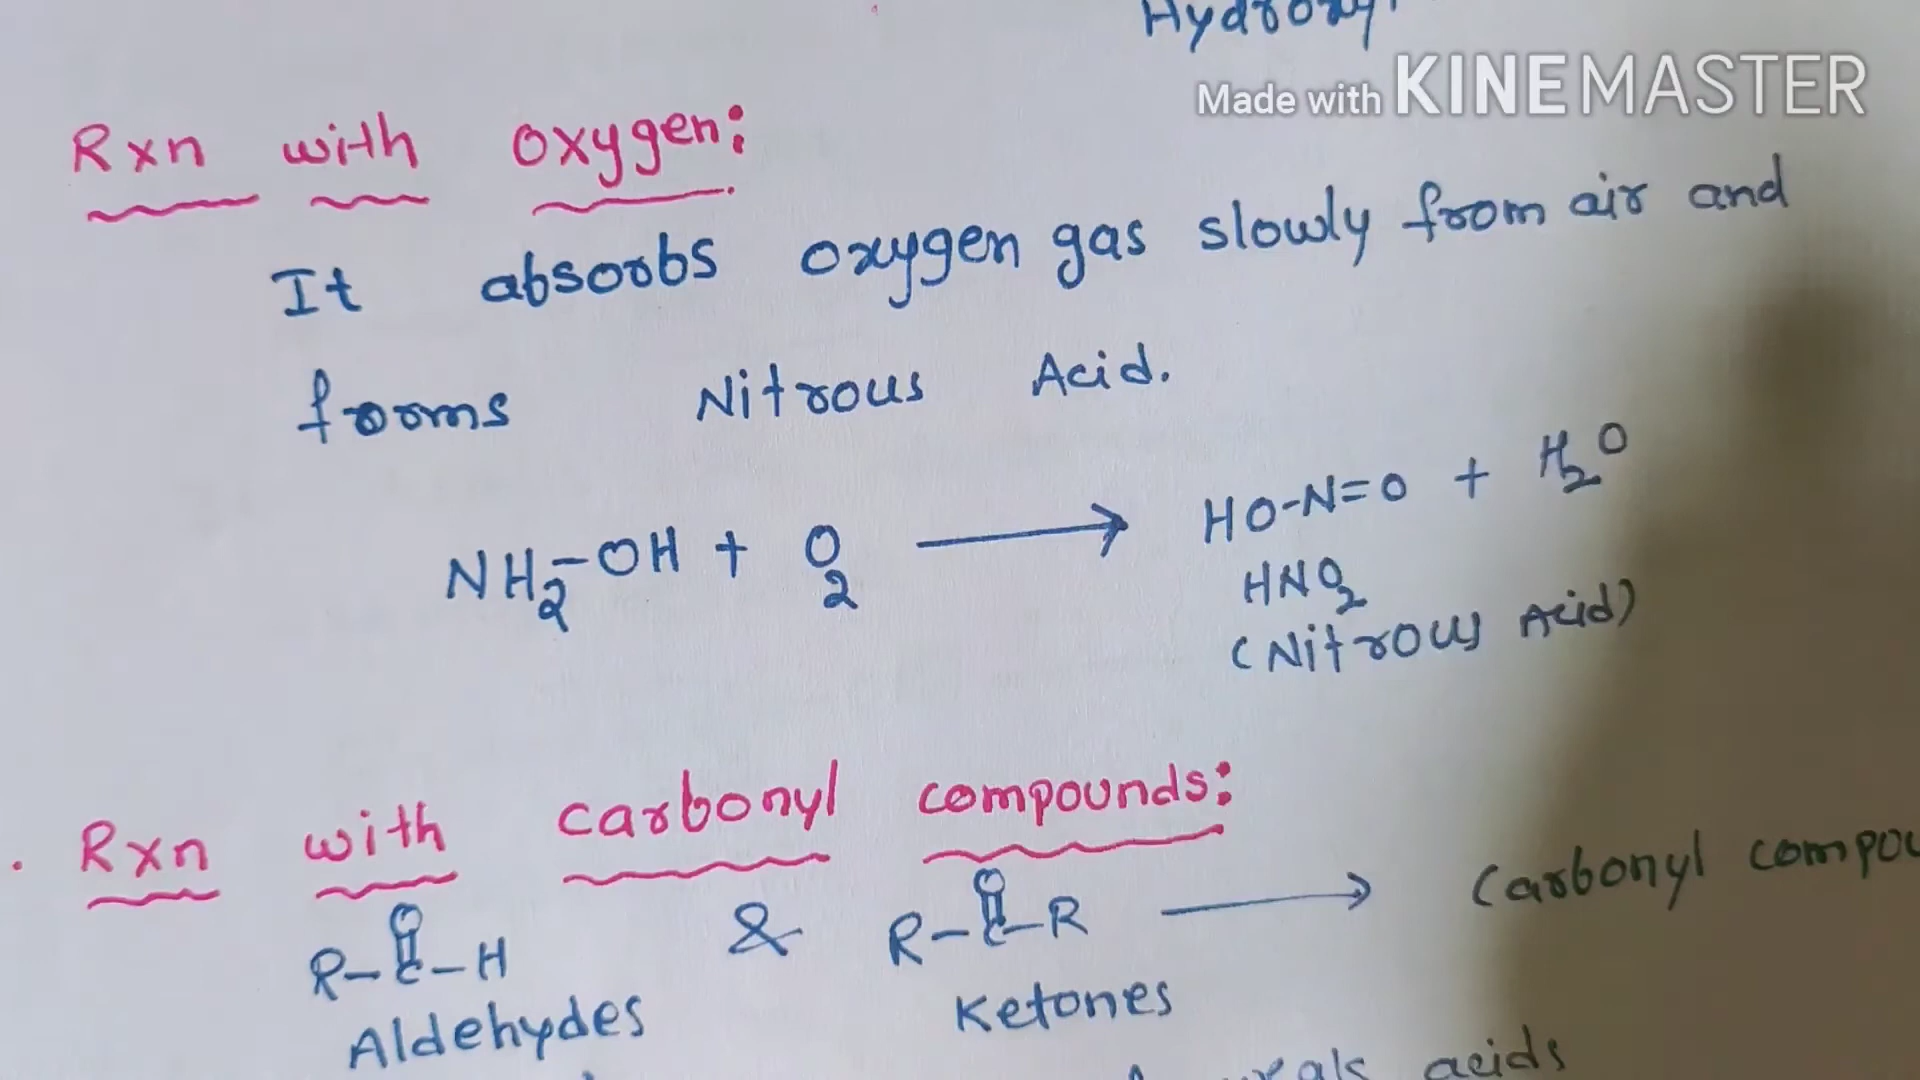 Made with KINEMASTER
Rxn with oxygen:
It absorbs oxygen gas slowly from air and
forms Nitrous Acid.
NH2-OH + O2 → HO-N=O + H2O
HNO2
(Nitrous Acid)
. Rxn with carbonyl compounds:
O O
R-C-H & R-C-R → Carbonyl
Aldehydes Ketones
acids